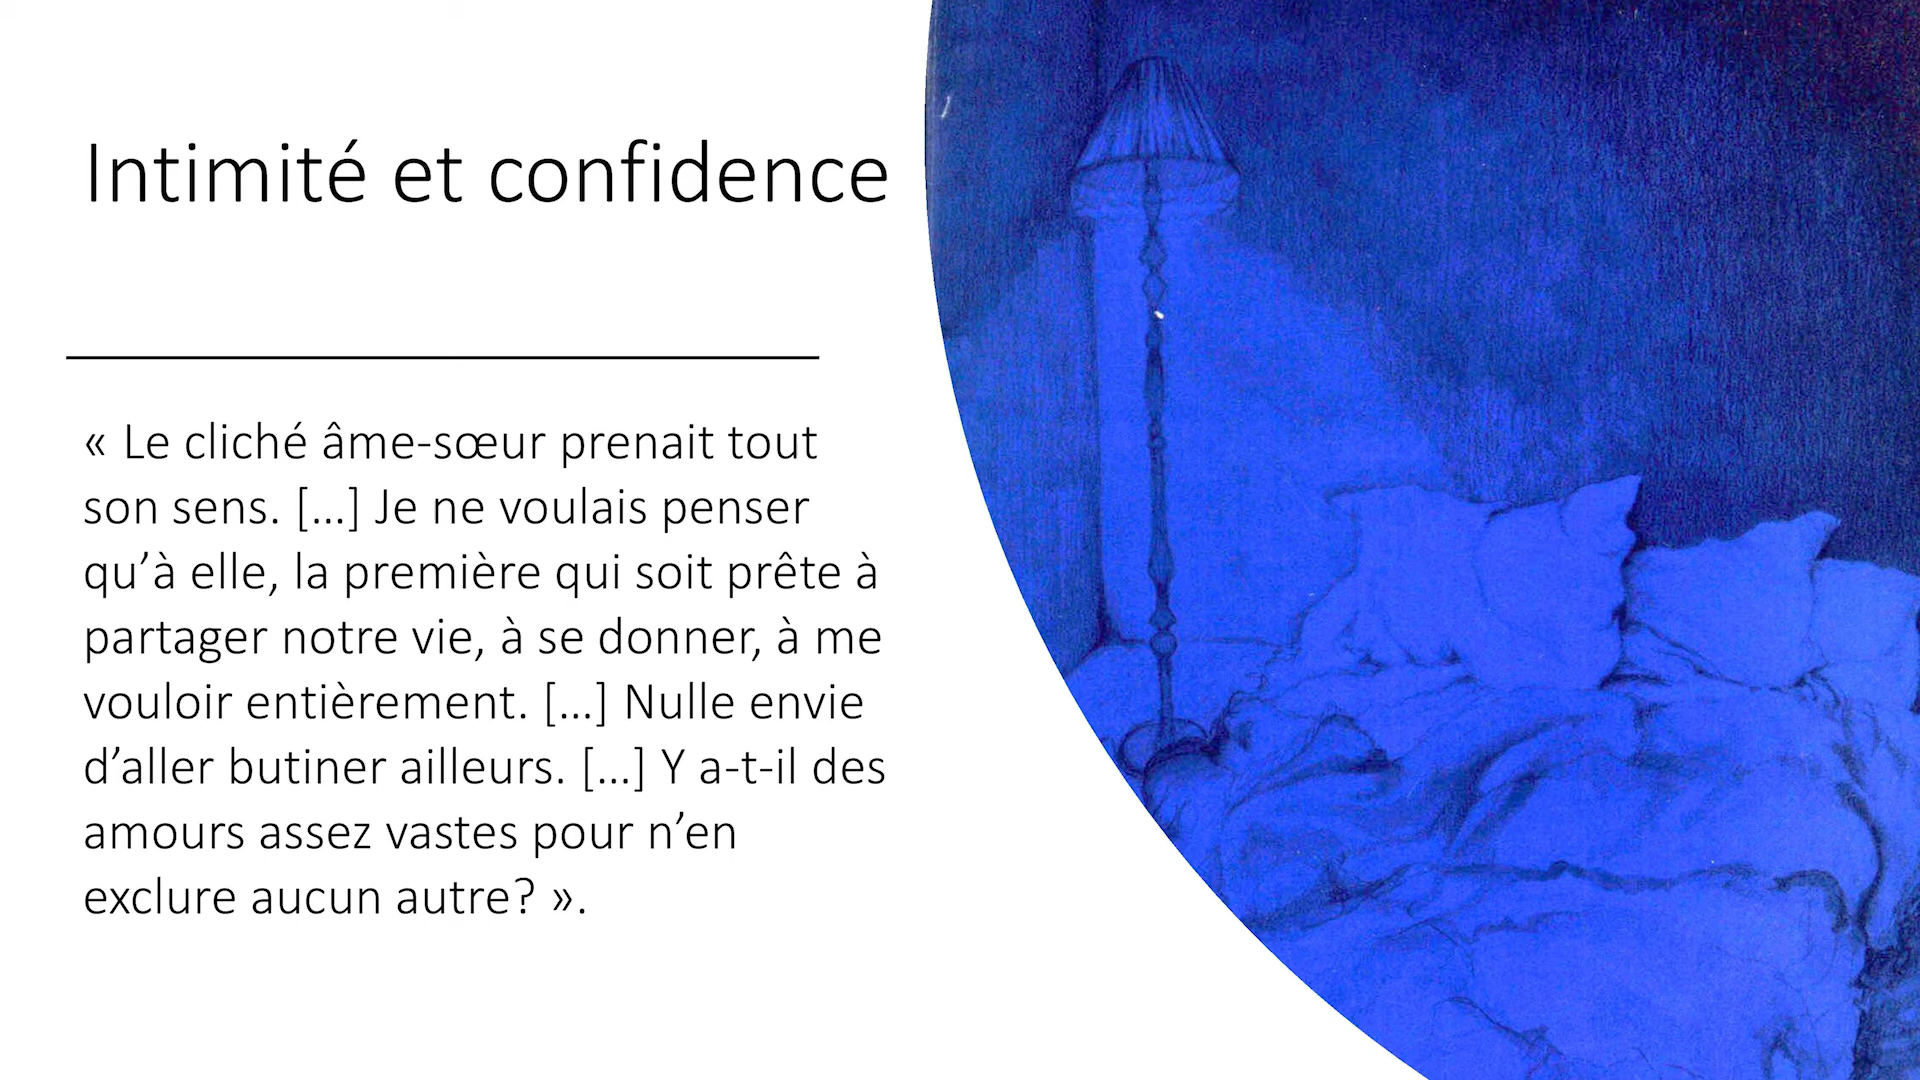 Intimité et confidence
« Le cliché âme-sœur prenait tout
son sens. [...] Je ne voulais penser
qu’à elle, la première qui soit prête à
partager notre vie, à se donner, à me
vouloir entièrement. [...] Nulle envie
d’aller butiner ailleurs. [...] Y a-t-il des
amours assez vastes pour n’en
exclure aucun autre? ».